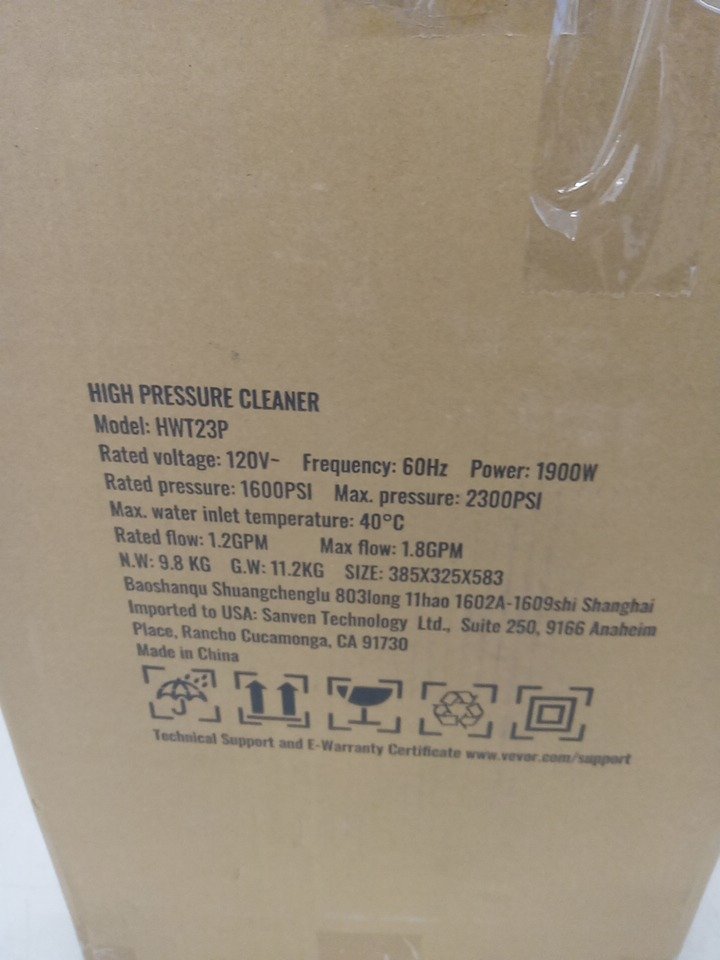 HIGH PRESSURE CLEANER
Model: HWT23P
Rated voltage: 120V~ Frequency: 60Hz Power: 1900W
Rated pressure: 1600PSI Max. pressure: 2300PSI
Max. water inlet temperature: 40°C
Rated flow: 1.2GPM Max flow: 1.8GPM
N.W: 9.8 KG G.W: 11.2KG SIZE: 385X325X583
Baoshanqu Shuangchenglu 803long 11hao 1602A-1609shi Shanghai
Imported to USA: Sanven Technology Ltd., Suite 250, 9166 Anaheim
Place, Rancho Cucamonga, CA 91730
Made in China
Technical Support and E-Warranty Certificate www.vevor.com/support